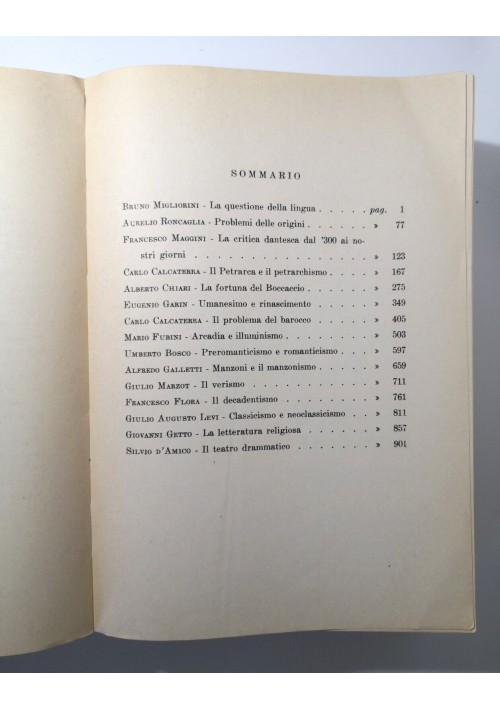 SOMMARIO
BRUNO MIGLIORINI - La questione della lingua . . . . . pag. 1
AURELIO RONCAGLIA - Problemi delle origini . . . . . . » 77
FRANCESCO MAGGINI - La critica dantesca dal '300 ai no-
stri giorni . . . . . . . . . . . . . . . » 123
CARLO CALCATERRA - Il Petrarca e il petrarchismo . . . . » 167
ALBERTO CHIARI - La fortuna del Boccaccio . . . . . . » 275
EUGENIO GARIN - Umanesimo e rinascimento . . . . . . » 349
CARLO CALCATERRA - Il problema del barocco . . . . . » 405
MARIO FUBINI - Arcadia e illuminismo . . . . . . . . » 503
UMBERTO BOSCO - Preromanticismo e romanticismo . . . . » 597
ALFREDO GALLETTI - Manzoni e il manzonismo . . . . . » 659
GIULIO MARZOT - Il verismo . . . . . . . . . . . » 711
FRANCESCO FLORA - Il decadentismo . . . . . . . . » 761
GIULIO AUGUSTO LEVI - Classicismo e neoclassicismo . . . » 811
GIOVANNI GETTO - La letteratura religiosa . . . . . . . » 857
SILVIO D'AMICO - Il teatro drammatico . . . . . . . » 901